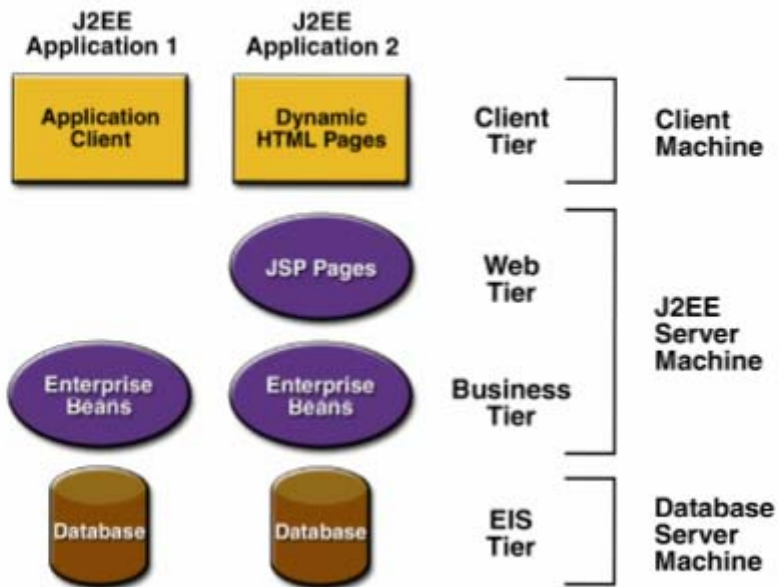 J2EE
Application 1
J2EE
Application 2
Application
Client
Dynamic
HTML Pages
Client
Tier
Client
Machine
JSP Pages
Web
Tier
J2EE
Server
Machine
Enterprise
Beans
Enterprise
Beans
Business
Tier
Database
Database
EIS
Tier
Database
Server
Machine